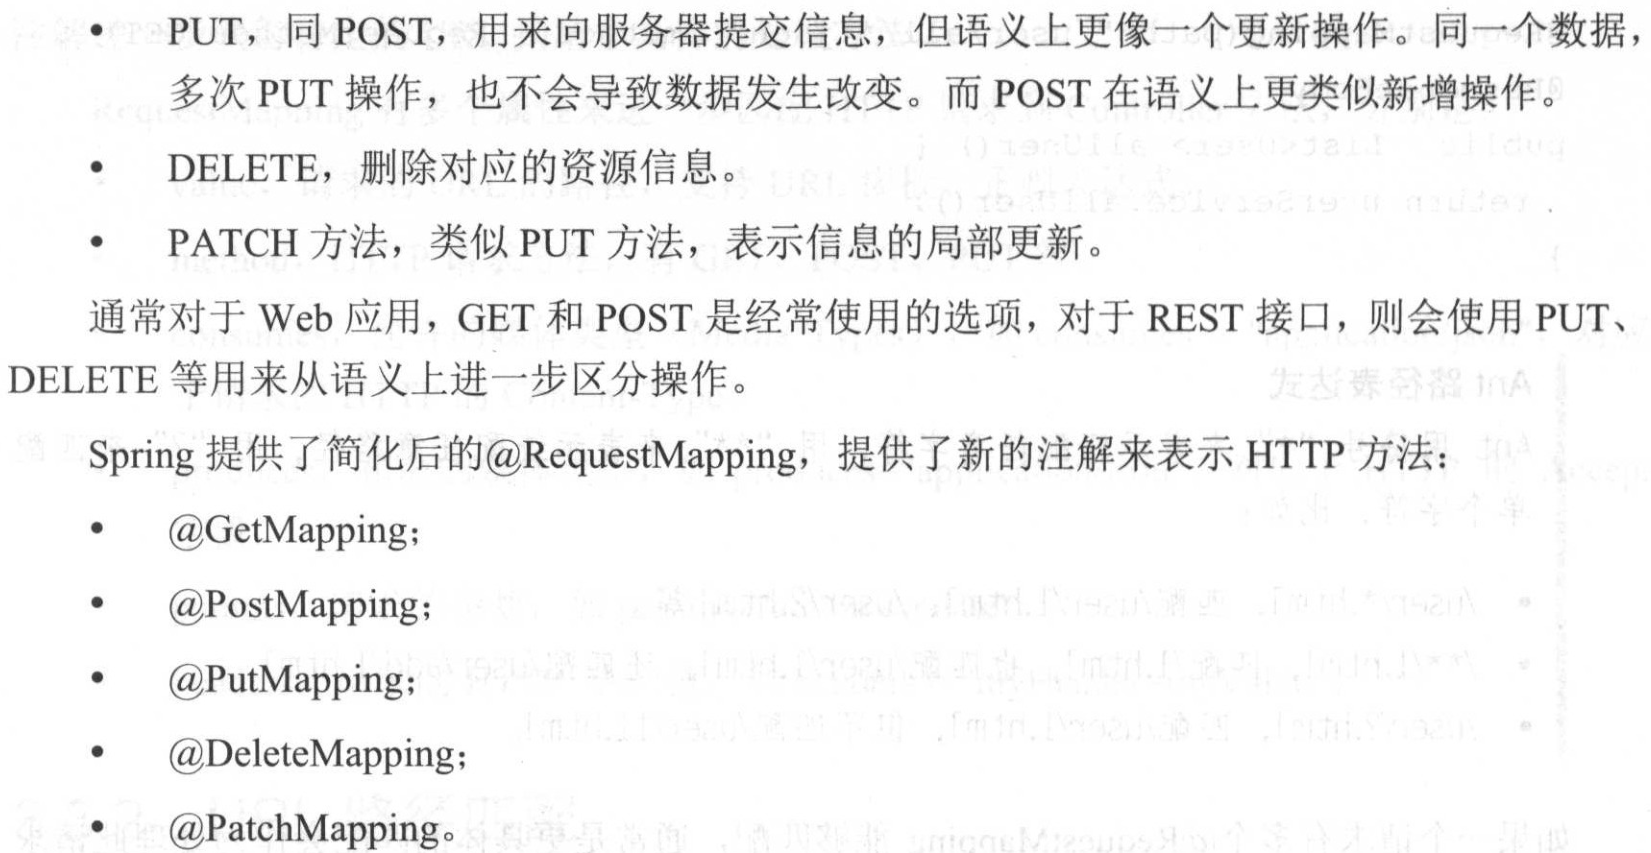 • PUT，同 POST，用来向服务器提交信息，但语义上更像一个更新操作。同一个数据，
多次 PUT 操作，也不会导致数据发生改变。而 POST 在语义上更类似新增操作。
• DELETE，删除对应的资源信息。
• PATCH 方法，类似 PUT 方法，表示信息的局部更新。
通常对于 Web 应用，GET 和 POST 是经常使用的选项，对于 REST 接口，则会使用 PUT、
DELETE 等用来从语义上进一步区分操作。
Spring 提供了简化后的@RequestMapping，提供了新的注解来表示 HTTP 方法：
• @GetMapping；
• @PostMapping；
• @PutMapping；
• @DeleteMapping；
• @PatchMapping。